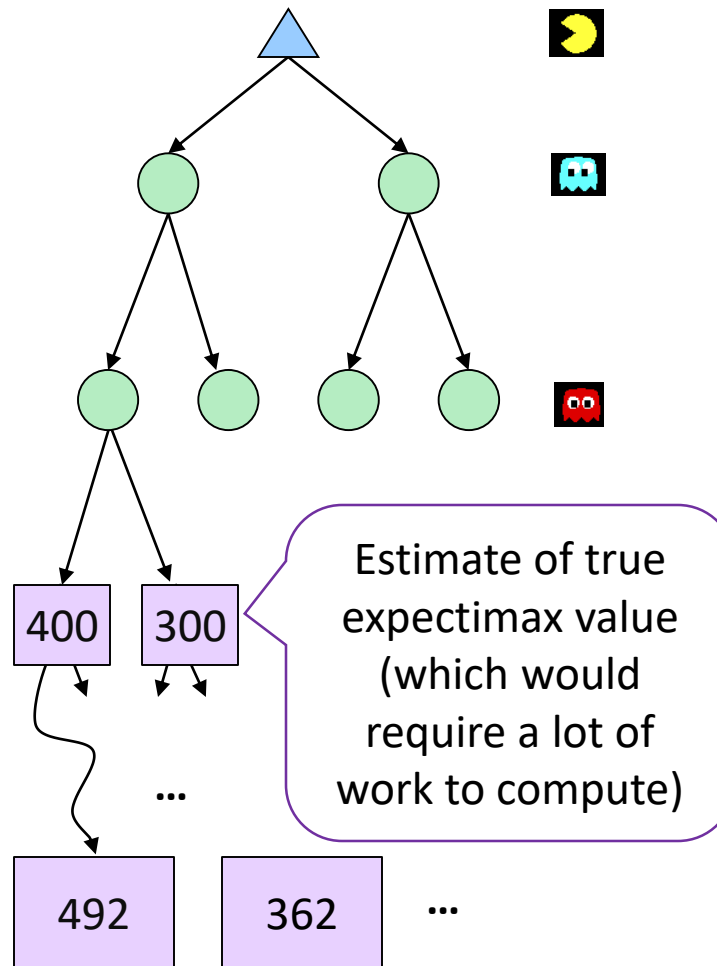 Estimate of true
expectimax value
(which would
require a lot of
work to compute)
400 300
...
492 362 ...